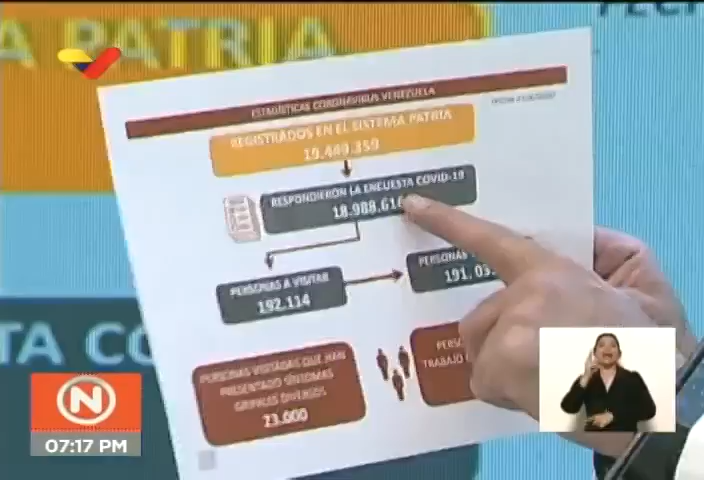 A PATRIA
ESTADÍSTICAS CORONAVIRUS VENEZUELA
REGISTRADOS EN EL SISTEMA PATRIA
19.449.359
RESPONDIERON LA ENCUESTA COVID-19
18.988.616
PERSONAS A VISITAR
192.114
PERSONAS
191.03
PERSONAS VISITADAS QUE HAN
PRESENTADO SÍNTOMAS
GRIPALES DIVERSOS
23.000
TRABAJO
TA CO
N
07:17 PM